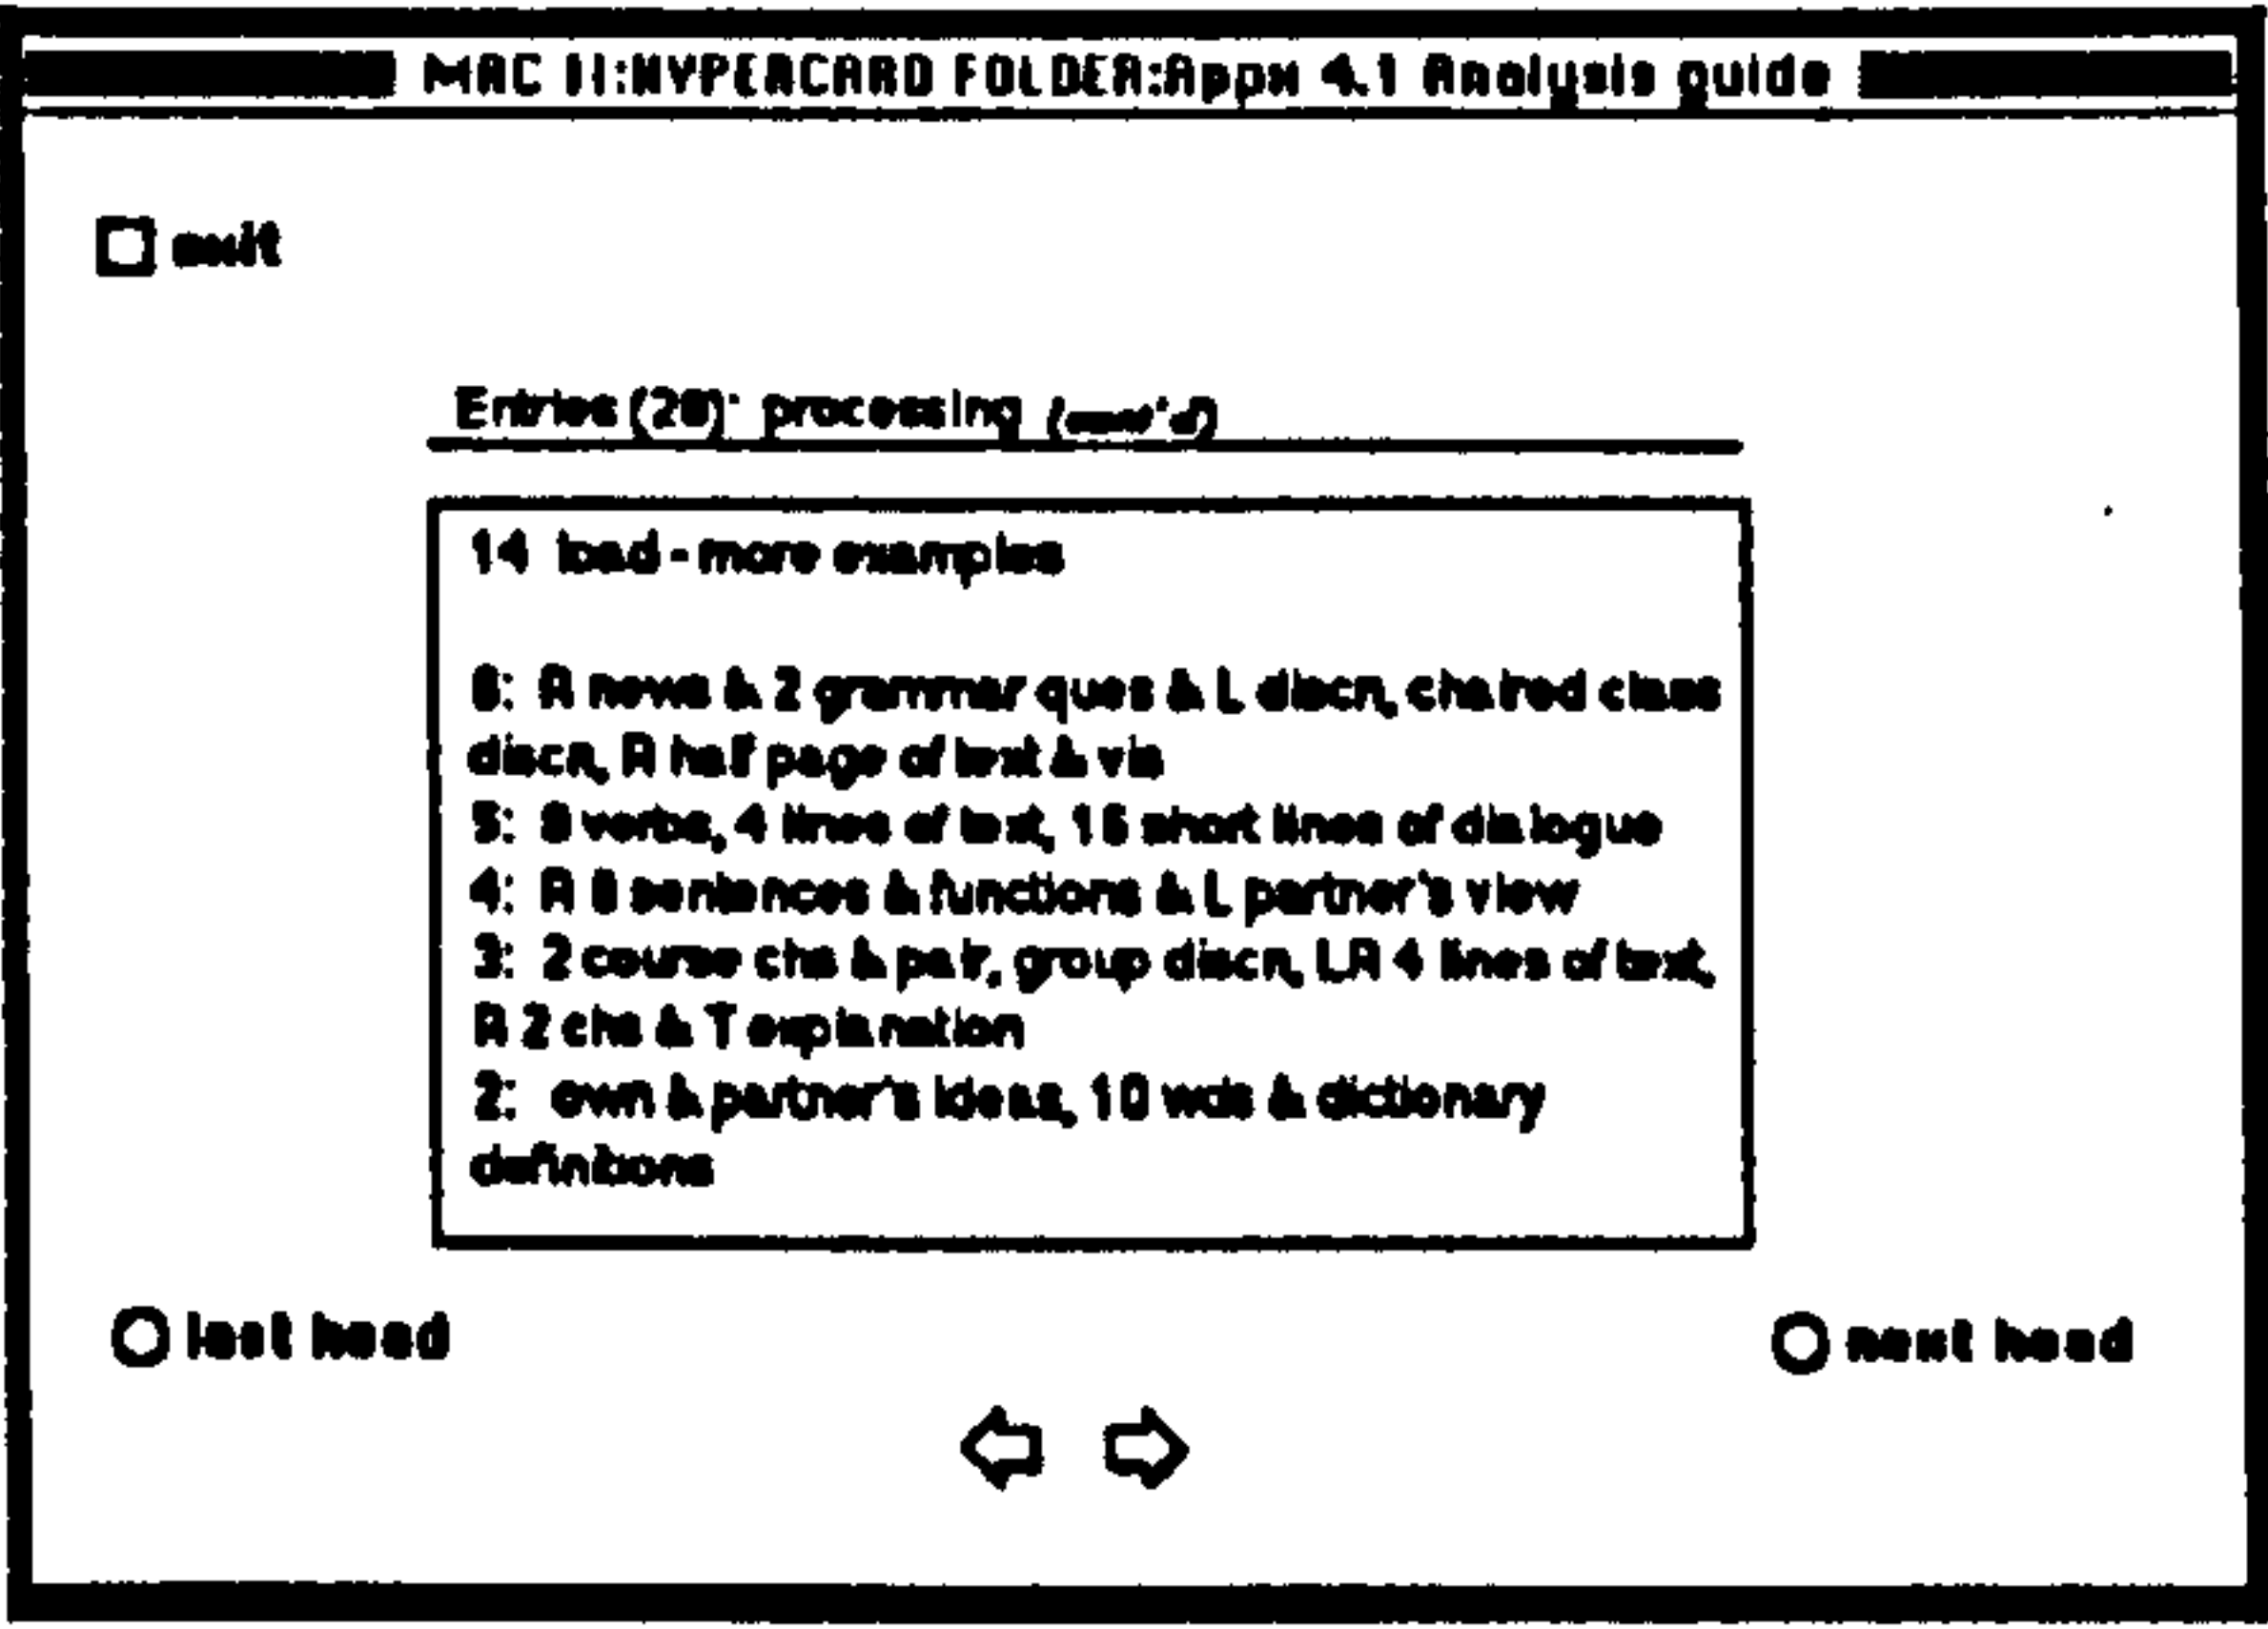 MAC II:HYPERCARD FOLDER:Appx 4.1 Analysis guide
exit
Entries (20): processing (cont'd)
14 load - more examples
6: R news & 2 grammar ques & L discn, chaired class
discn, R half page of text & vis
5: 8 verbs, 4 lines of text, 16 short lines of dialogue
4: R 8 sentences & functions & L partner's view
3: 2 course chs & pair, group discn, LR 4 lines of text,
R 2 chs & T explanation
2: own & partner's ideas, 10 wds & dictionary
definitions
last head
next head